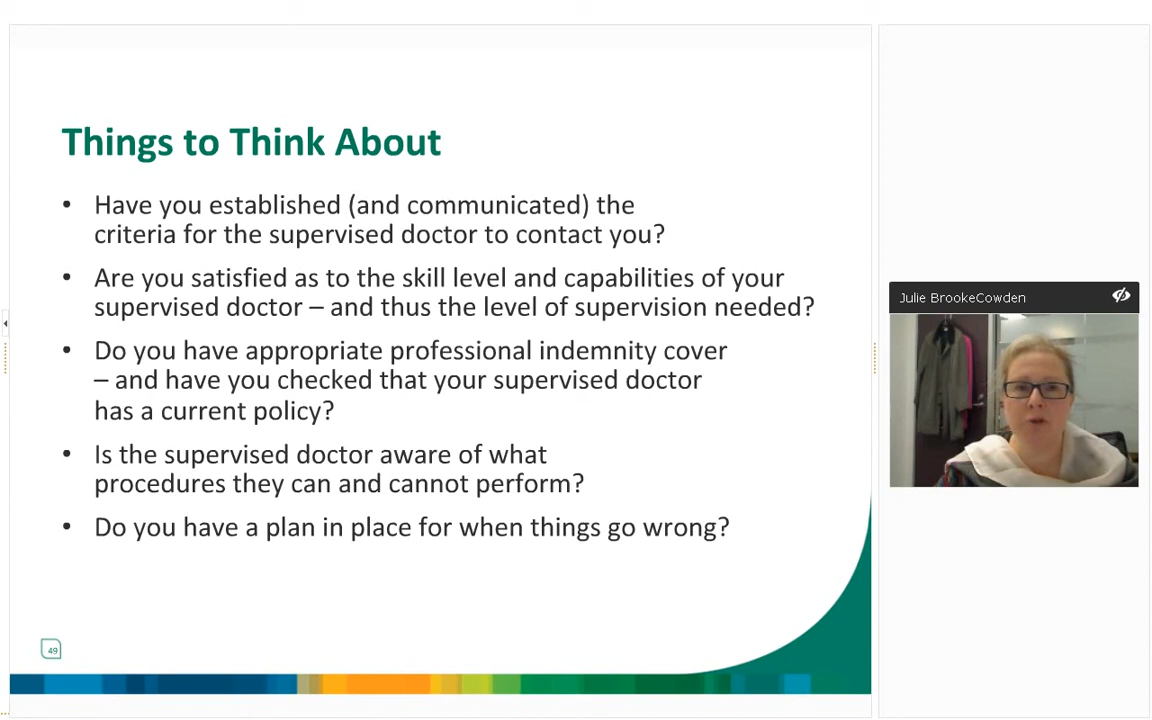 Things to Think About
• Have you established (and communicated) the
criteria for the supervised doctor to contact you?
• Are you satisfied as to the skill level and capabilities of your
supervised doctor – and thus the level of supervision needed?
• Do you have appropriate professional indemnity cover
– and have you checked that your supervised doctor
has a current policy?
• Is the supervised doctor aware of what
procedures they can and cannot perform?
• Do you have a plan in place for when things go wrong?
49
Julie BrookeCowden